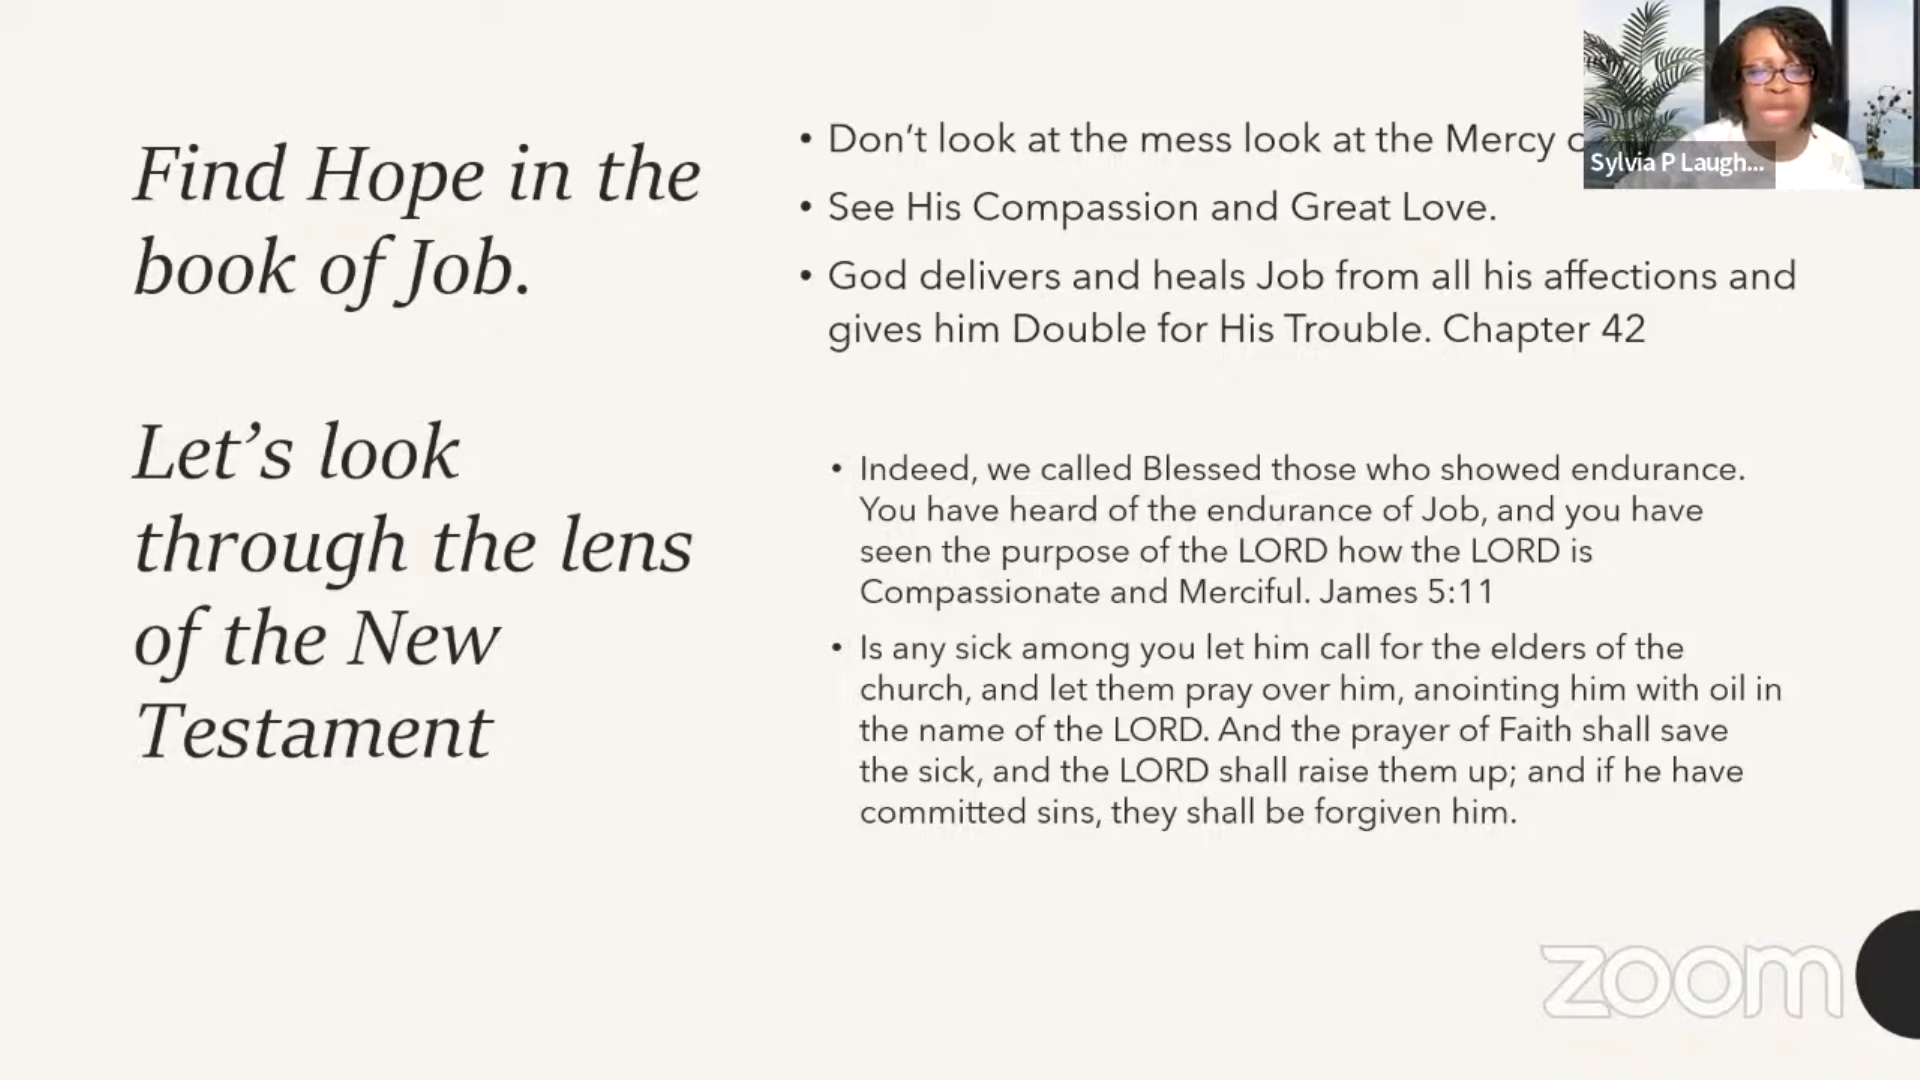 Find Hope in the
book of Job.
Let's look
through the lens
of the New
Testament
• Don't look at the mess look at the Mercy
• See His Compassion and Great Love.
• God delivers and heals Job from all his affections and
gives him Double for His Trouble. Chapter 42
• Indeed, we called Blessed those who showed endurance.
You have heard of the endurance of Job, and you have
seen the purpose of the LORD how the LORD is
Compassionate and Merciful. James 5:11
• Is any sick among you let him call for the elders of the
church, and let them pray over him, anointing him with oil in
the name of the LORD. And the prayer of Faith shall save
the sick, and the LORD shall raise them up; and if he have
committed sins, they shall be forgiven him.
Sylvia P Laugh...
zoom